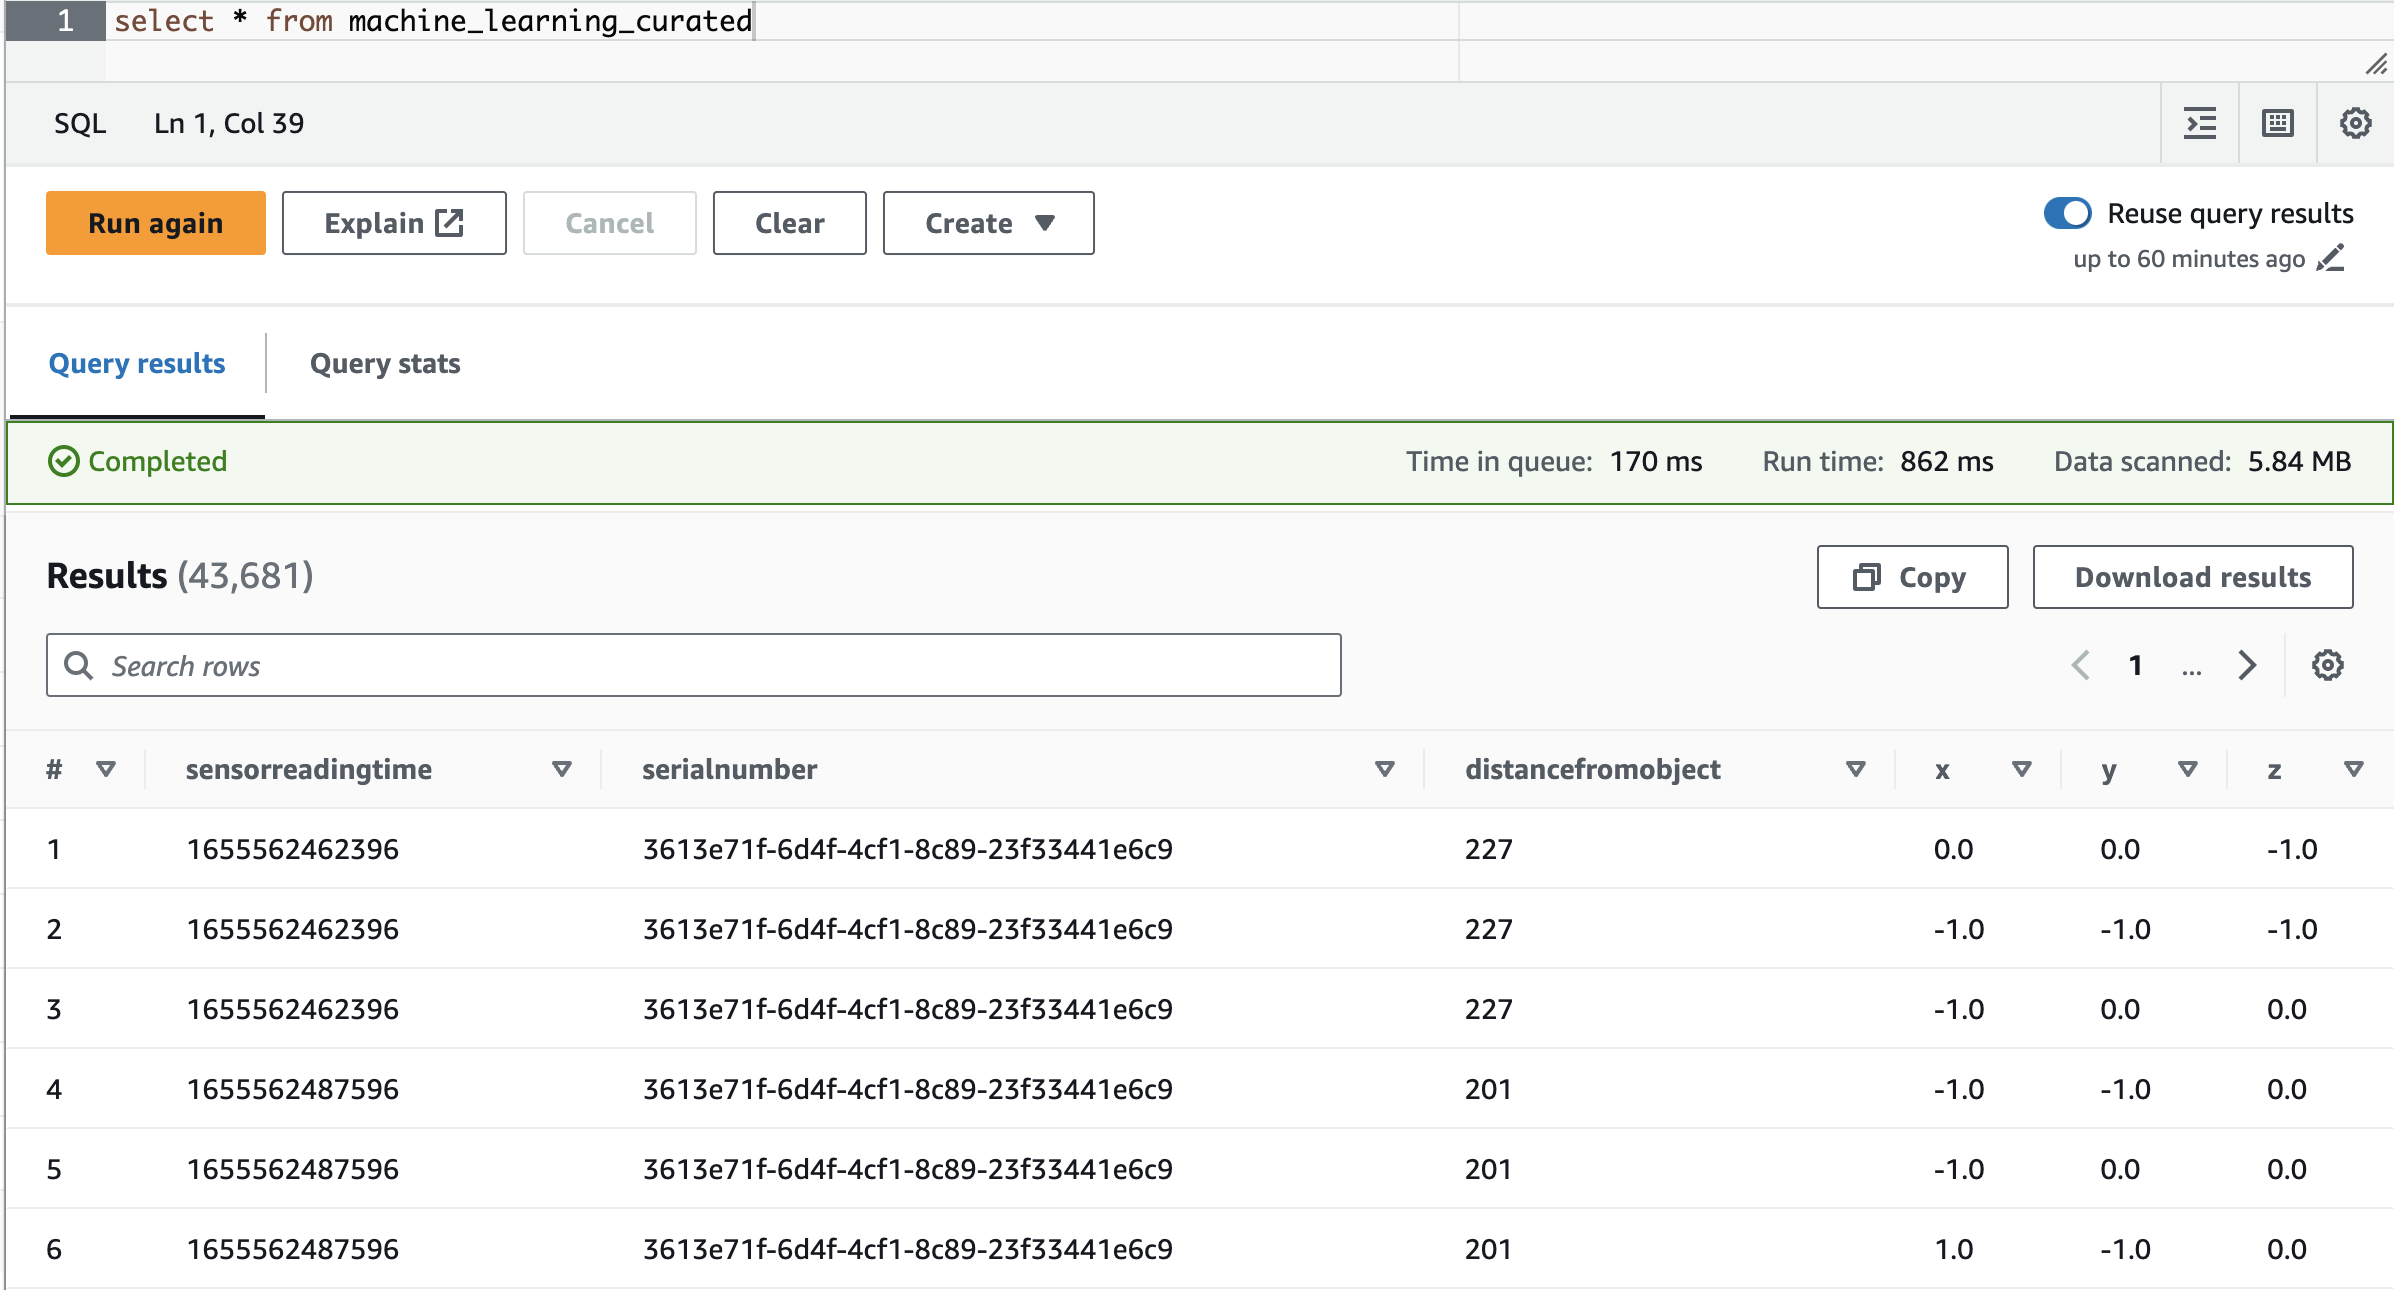 1 select * from machine_learning_curated
SQL Ln 1, Col 39
Run again Explain Cancel Clear Create Reuse query results
up to 60 minutes ago
Query results Query stats
Completed Time in queue: 170 ms Run time: 862 ms Data scanned: 5.84 MB
Results (43,681) Copy Download results
Search rows 1 ...
# sensorreadingtime serialnumber distancefromobject x y z
1 1655562462396 3613e71f-6d4f-4cf1-8c89-23f33441e6c9 227 0.0 0.0 -1.0
2 1655562462396 3613e71f-6d4f-4cf1-8c89-23f33441e6c9 227 -1.0 -1.0 -1.0
3 1655562462396 3613e71f-6d4f-4cf1-8c89-23f33441e6c9 227 -1.0 0.0 0.0
4 1655562487596 3613e71f-6d4f-4cf1-8c89-23f33441e6c9 201 -1.0 -1.0 0.0
5 1655562487596 3613e71f-6d4f-4cf1-8c89-23f33441e6c9 201 -1.0 0.0 0.0
6 1655562487596 3613e71f-6d4f-4cf1-8c89-23f33441e6c9 201 1.0 -1.0 0.0